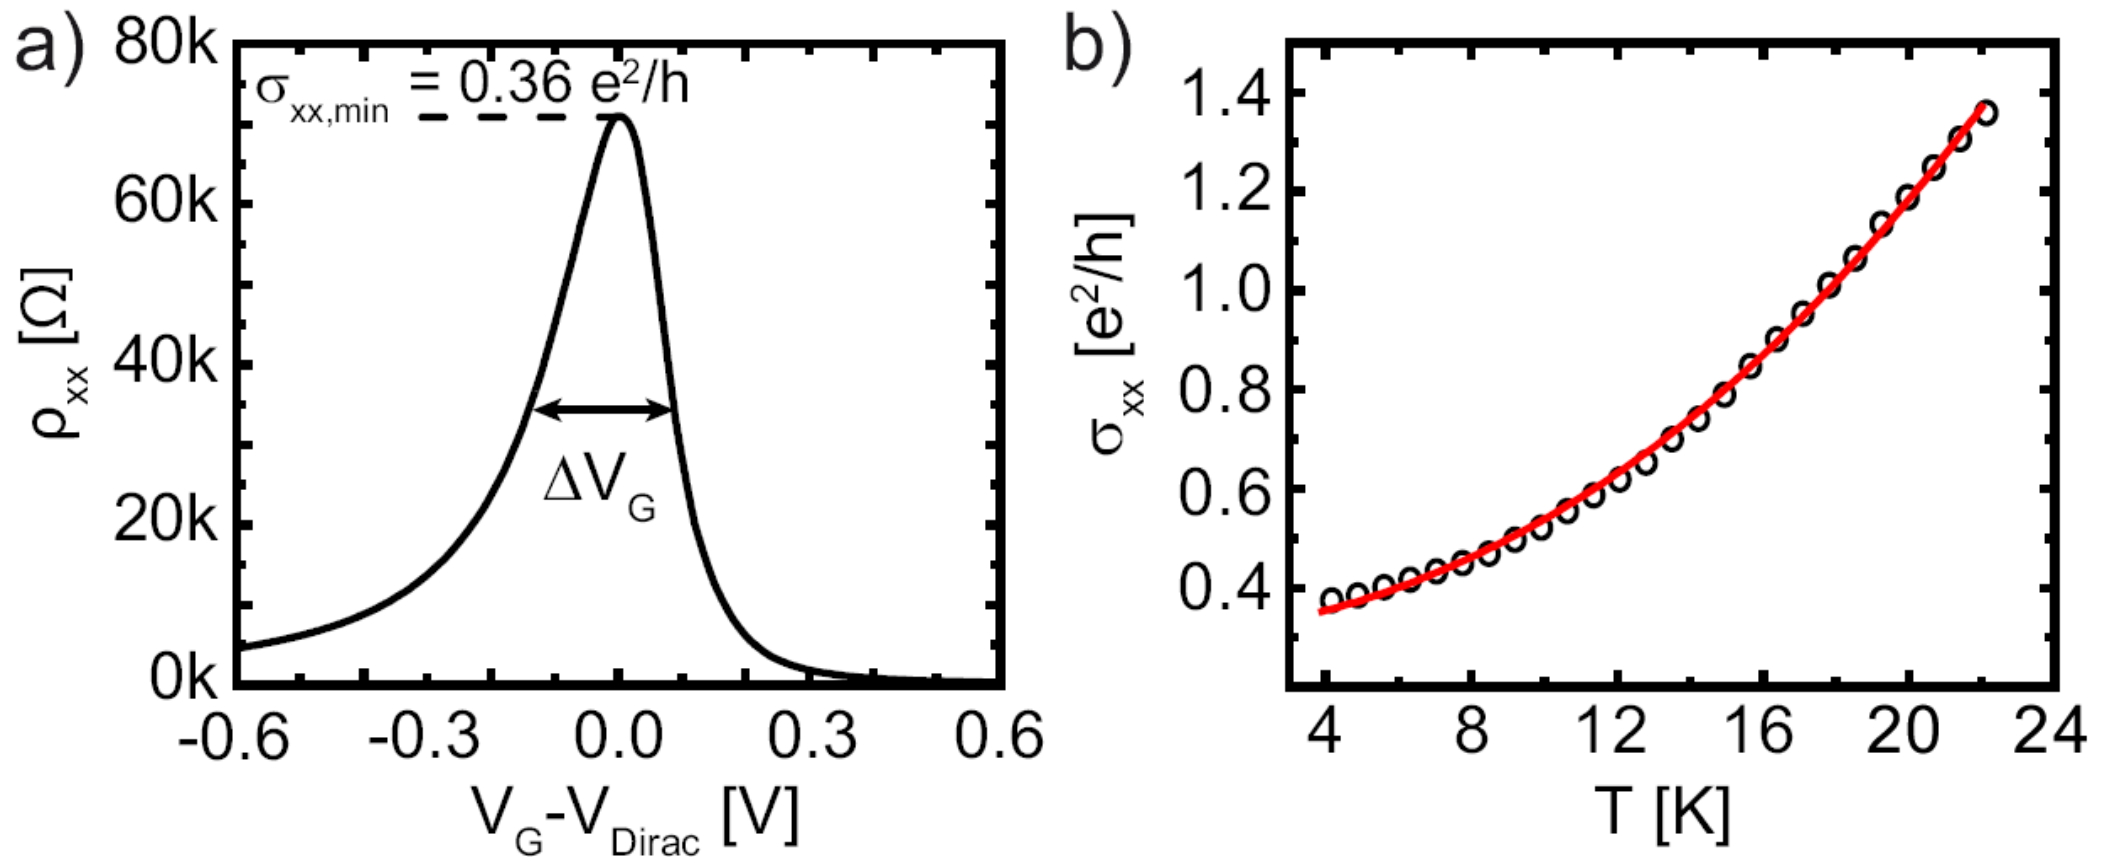 a)
80k
60k
40k
20k
0k
ρxx [Ω]
σxx,min = 0.36 e²/h
ΔVG
-0.6 -0.3 0.0 0.3 0.6
VG-VDirac [V]
b)
1.4
1.2
1.0
0.8
0.6
0.4
σxx [e²/h]
4 8 12 16 20 24
T [K]